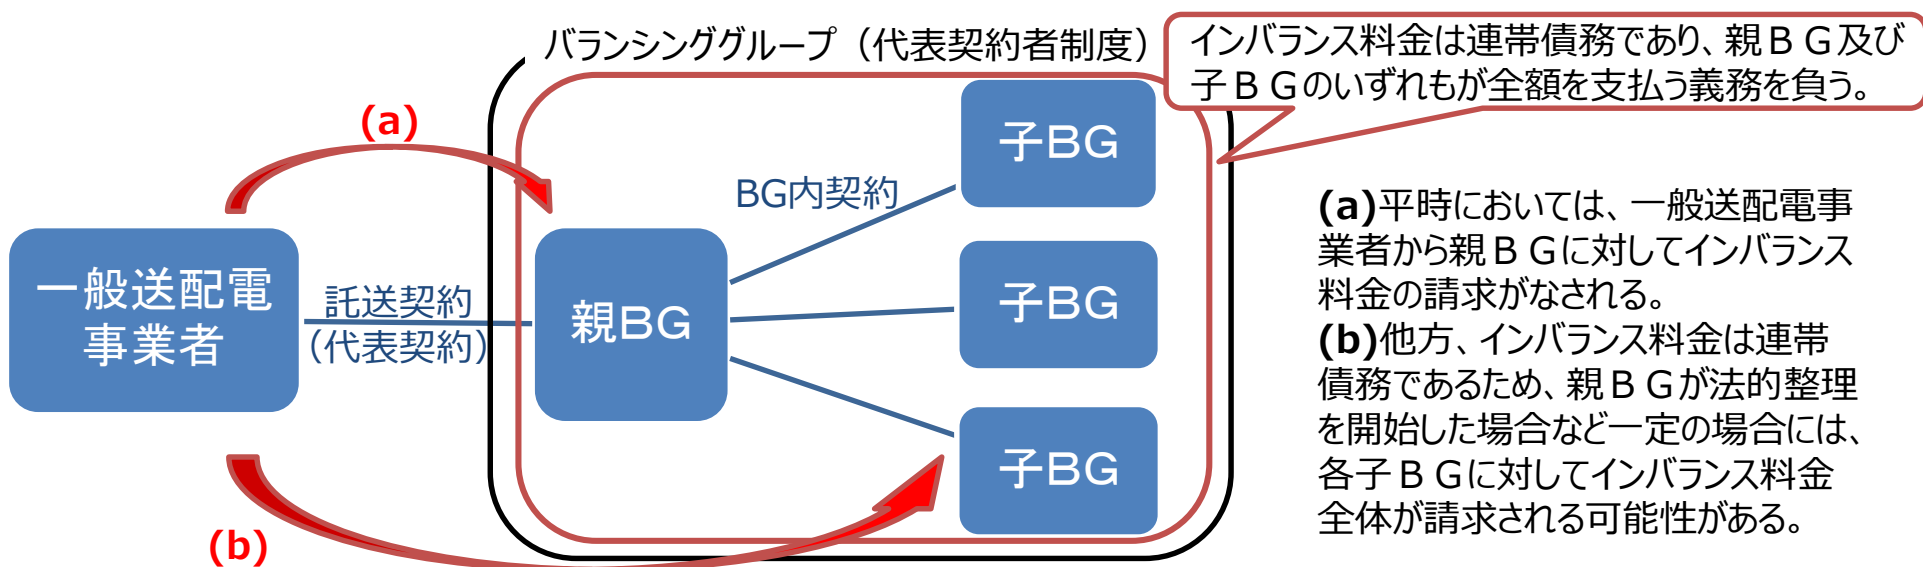 バランシンググループ（代表契約者制度）
インバランス料金は連帯債務であり、親ＢＧ及び
子ＢＧのいずれもが全額を支払う義務を負う。
(a)
子ＢＧ
BG内契約
一般送配電
事業者
託送契約
（代表契約）
親ＢＧ
子ＢＧ
子ＢＧ
(b)
(a)平時においては、一般送配電事
業者から親ＢＧに対してインバランス
料金の請求がなされる。
(b)他方、インバランス料金は連帯
債務であるため、親ＢＧが法的整理
を開始した場合など一定の場合には、
各子ＢＧに対してインバランス料金
全体が請求される可能性がある。